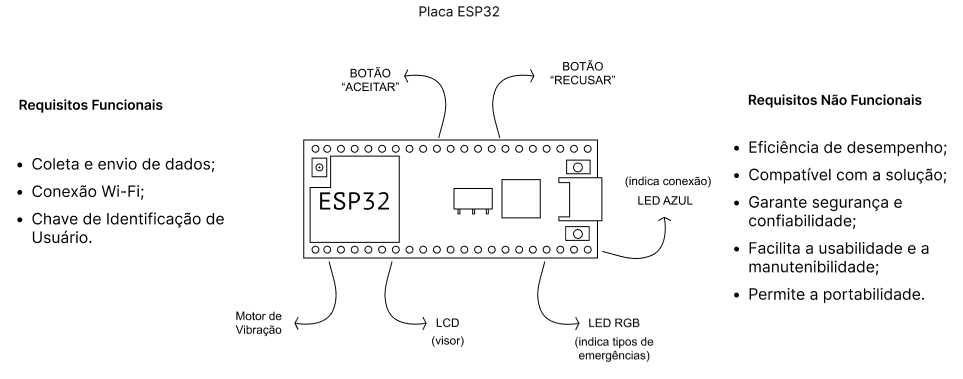 Placa ESP32
BOTÃO
“ACEITAR”
BOTÃO
“RECUSAR”
Requisitos Funcionais
• Coleta e envio de dados;
• Conexão Wi-Fi;
• Chave de Identificação de
Usuário.
ESP32
(indica conexão)
LED AZUL
Motor de
Vibração
LCD
(visor)
LED RGB
(indica tipos de
emergências)
Requisitos Não Funcionais
• Eficiência de desempenho;
• Compatível com a solução;
• Garante segurança e
confiabilidade;
• Facilita a usabilidade e a
manutenibilidade;
• Permite a portabilidade.